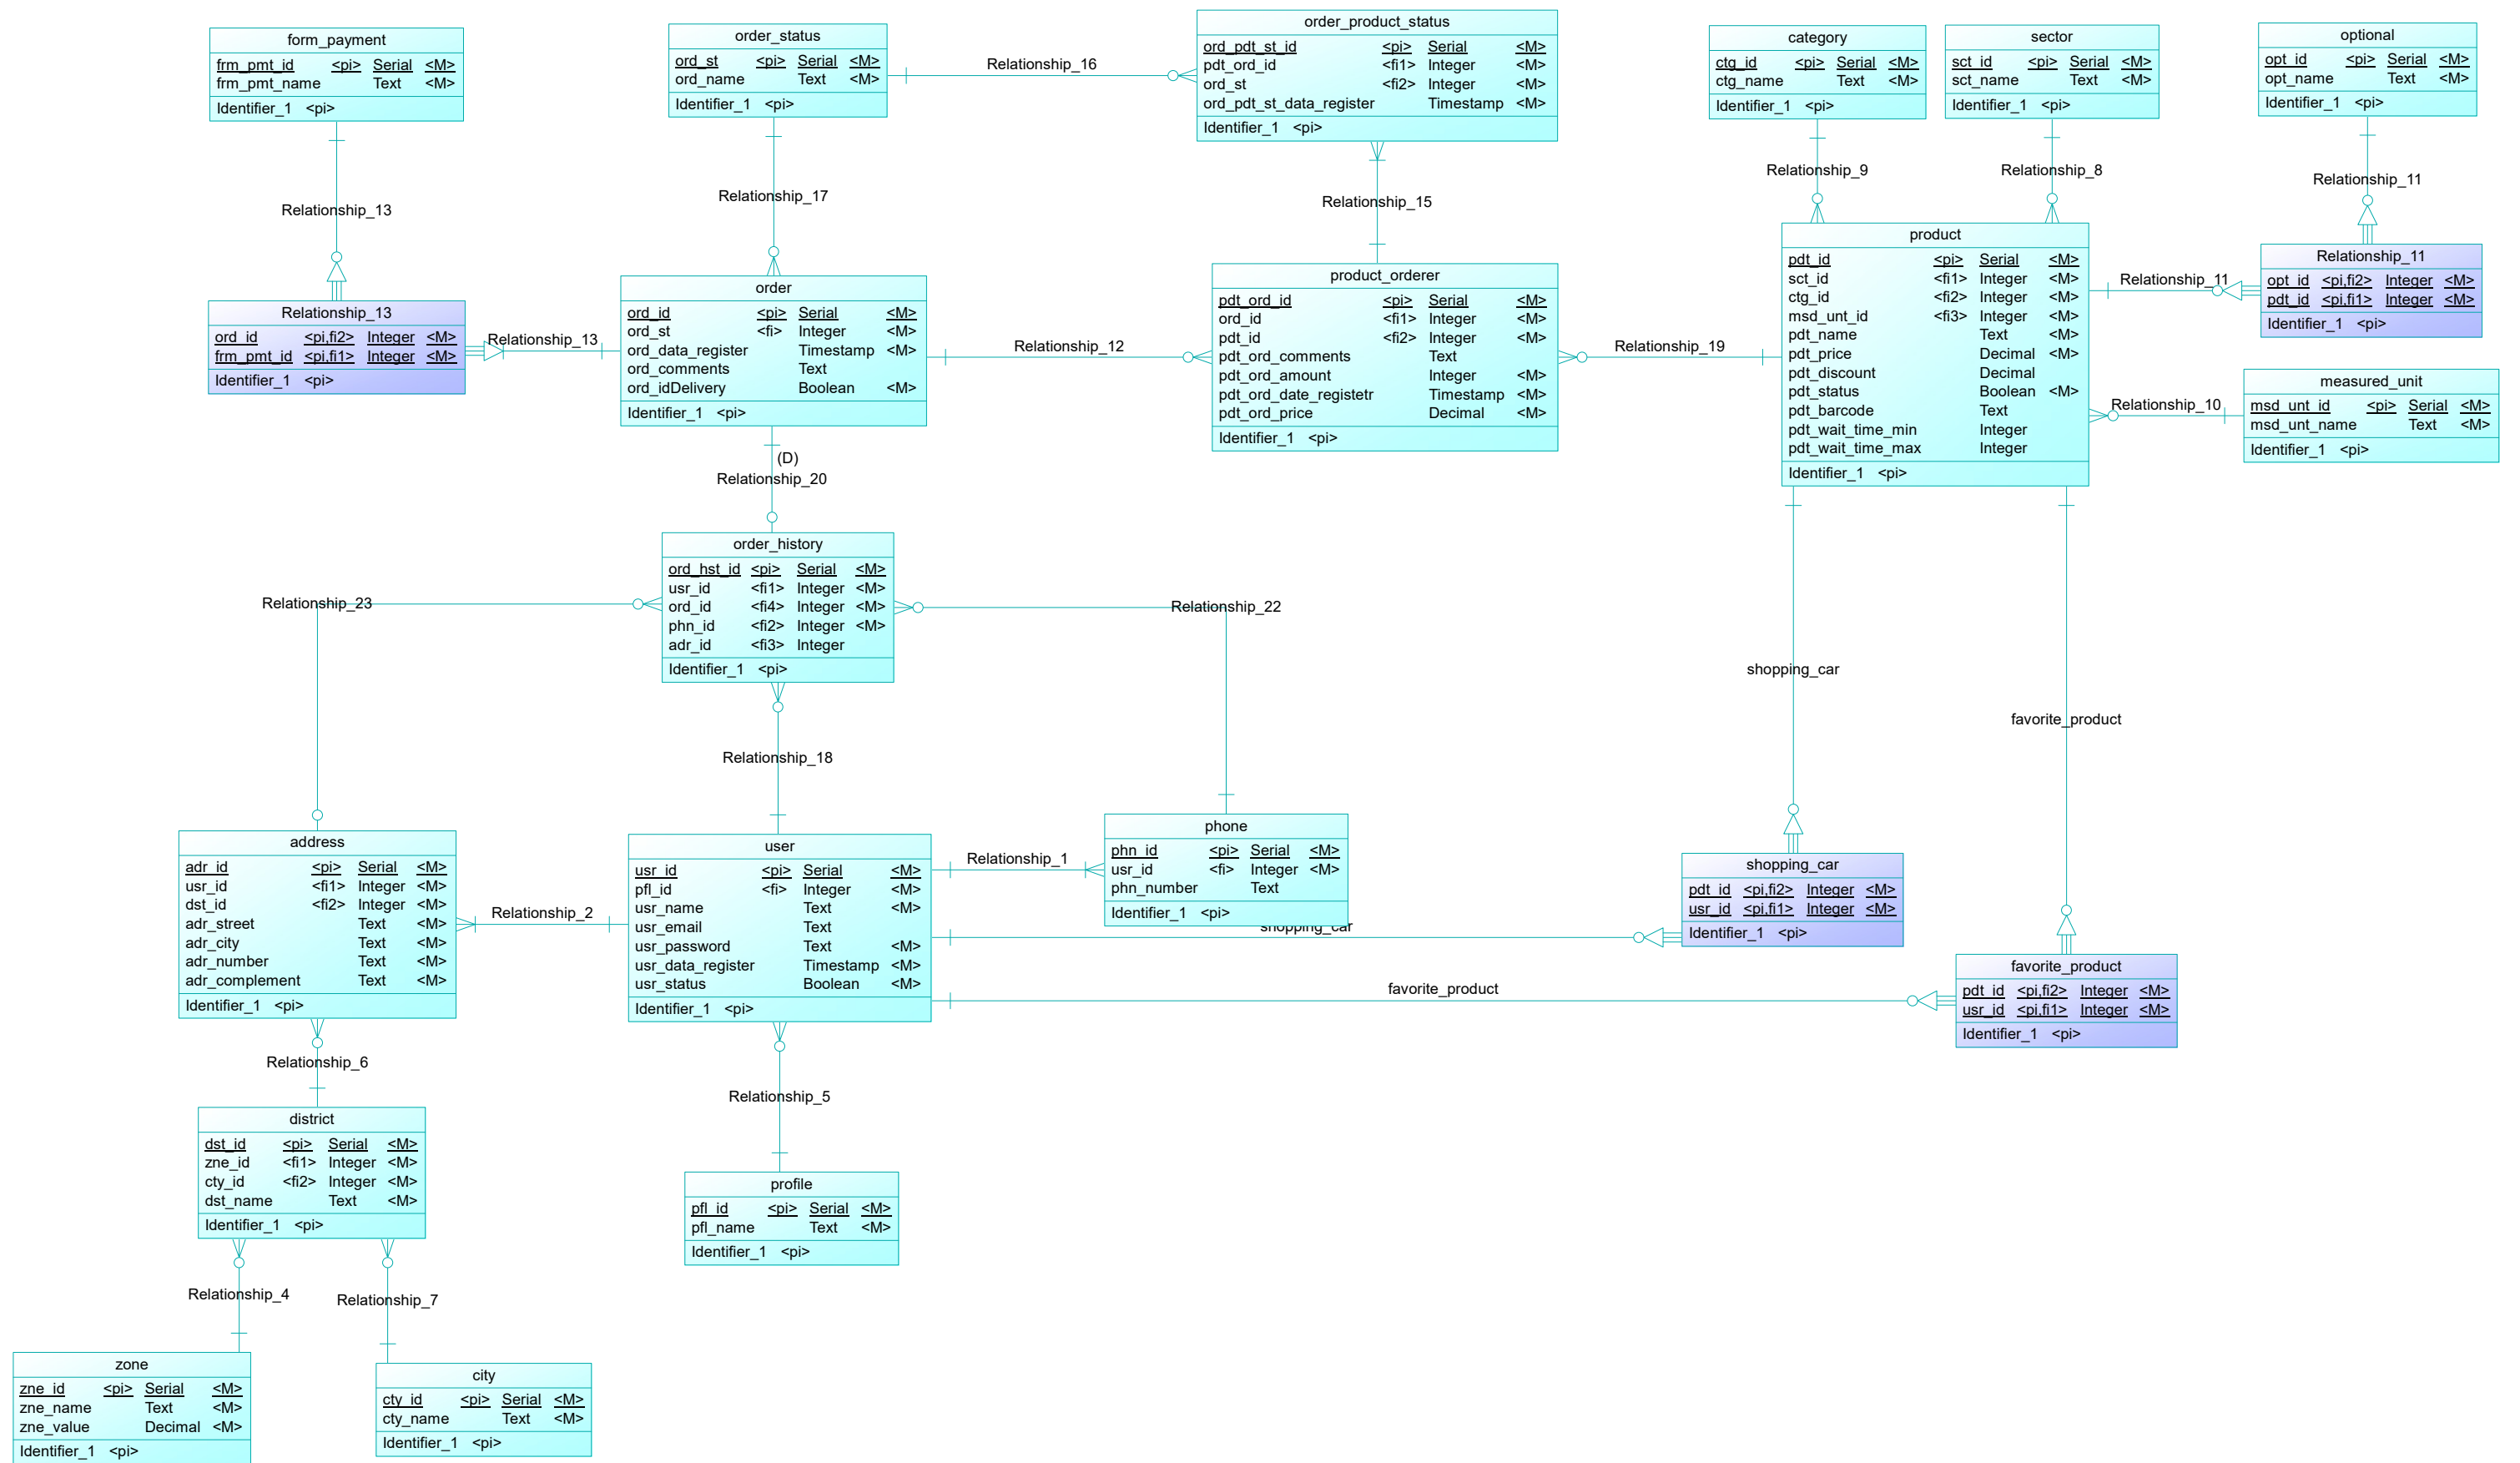 form_payment
frm_pmt_id <pi> Serial <M>
frm_pmt_name Text <M>
Identifier_1 <pi>
order_status
ord_st <pi> Serial <M>
ord_name Text <M>
Identifier_1 <pi>
Relationship_16
order_product_status
ord_pdt_st_id <pi> Serial <M>
pdt_ord_id <fi1> Integer <M>
ord_st <fi2> Integer <M>
ord_pdt_st_data_register Timestamp <M>
Identifier_1 <pi>
category
ctg_id <pi> Serial <M>
ctg_name Text <M>
Identifier_1 <pi>
sector
sct_id <pi> Serial <M>
sct_name Text <M>
Identifier_1 <pi>
optional
opt_id <pi> Serial <M>
opt_name Text <M>
Identifier_1 <pi>
Relationship_13
Relationship_17
Relationship_15
Relationship_9
Relationship_8
Relationship_11
Relationship_13
ord_id <pi,fi2> Integer <M>
frm_pmt_id <pi,fi1> Integer <M>
Identifier_1 <pi>
Relationship_13
order
ord_id <pi> Serial <M>
ord_st <fi> Integer <M>
ord_data_register Timestamp <M>
ord_comments Text
ord_idDelivery Boolean <M>
Identifier_1 <pi>
Relationship_12
product_orderer
pdt_ord_id <pi> Serial <M>
ord_id <fi1> Integer <M>
pdt_id <fi2> Integer <M>
pdt_ord_comments Text
pdt_ord_amount Integer <M>
pdt_ord_date_registetr Timestamp <M>
pdt_ord_price Decimal <M>
Identifier_1 <pi>
Relationship_19
product
pdt_id <pi> Serial <M>
sct_id <fi1> Integer <M>
ctg_id <fi2> Integer <M>
msd_unt_id <fi3> Integer <M>
pdt_name Text <M>
pdt_price Decimal <M>
pdt_discount Decimal
pdt_status Boolean <M>
pdt_barcode Text
pdt_wait_time_min Integer
pdt_wait_time_max Integer
Identifier_1 <pi>
Relationship_11
Relationship_11
opt_id <pi,fi2> Integer <M>
pdt_id <pi,fi1> Integer <M>
Identifier_1 <pi>
Relationship_10
measured_unit
msd_unt_id <pi> Serial <M>
msd_unt_name Text <M>
Identifier_1 <pi>
(D)
Relationship_20
order_history
ord_hst_id <pi> Serial <M>
usr_id <fi1> Integer <M>
ord_id <fi4> Integer <M>
phn_id <fi2> Integer <M>
adr_id <fi3> Integer
Identifier_1 <pi>
Relationship_23
Relationship_22
shopping_car
favorite_product
Relationship_18
address
adr_id <pi> Serial <M>
usr_id <fi1> Integer <M>
dst_id <fi2> Integer <M>
adr_street Text <M>
adr_city Text <M>
adr_number Text <M>
adr_complement Text <M>
Identifier_1 <pi>
Relationship_2
user
usr_id <pi> Serial <M>
pfl_id <fi> Integer <M>
usr_name Text <M>
usr_email Text
usr_password Text <M>
usr_data_register Timestamp <M>
usr_status Boolean <M>
Identifier_1 <pi>
Relationship_1
phone
phn_id <pi> Serial <M>
usr_id <fi> Integer <M>
phn_number Text
Identifier_1 <pi>
shopping_car
shopping_car
pdt_id <pi,fi2> Integer <M>
usr_id <pi,fi1> Integer <M>
Identifier_1 <pi>
favorite_product
favorite_product
pdt_id <pi,fi2> Integer <M>
usr_id <pi,fi1> Integer <M>
Identifier_1 <pi>
Relationship_6
Relationship_5
district
dst_id <pi> Serial <M>
zne_id <fi1> Integer <M>
cty_id <fi2> Integer <M>
dst_name Text <M>
Identifier_1 <pi>
profile
pfl_id <pi> Serial <M>
pfl_name Text <M>
Identifier_1 <pi>
Relationship_4
Relationship_7
zone
zne_id <pi> Serial <M>
zne_name Text <M>
zne_value Decimal <M>
Identifier_1 <pi>
city
cty_id <pi> Serial <M>
cty_name Text <M>
Identifier_1 <pi>